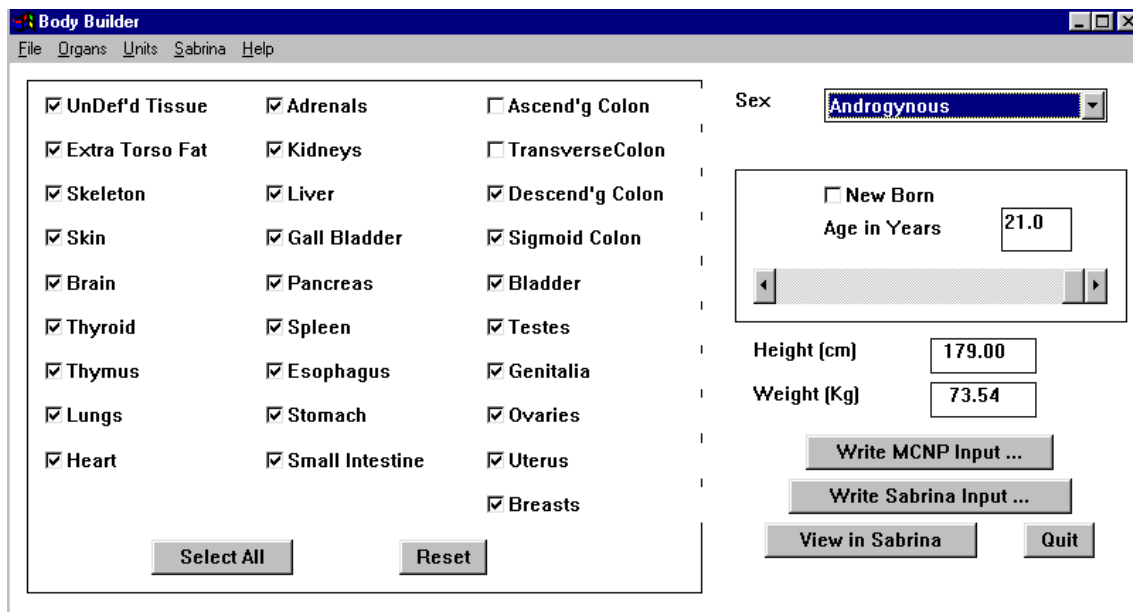 Body Builder
File Organs Units Sabrina Help
UnDef'd Tissue Adrenals Ascend'g Colon
Extra Torso Fat Kidneys TransverseColon
Skeleton Liver Descend'g Colon
Skin Gall Bladder Sigmoid Colon
Brain Pancreas Bladder
Thyroid Spleen Testes
Thymus Esophagus Genitalia
Lungs Stomach Ovaries
Heart Small Intestine Uterus
Breasts
Select All Reset
Sex Androgynous
New Born
Age in Years 21.0
Height (cm) 179.00
Weight (Kg) 73.54
Write MCNP Input ...
Write Sabrina Input ...
View in Sabrina Quit